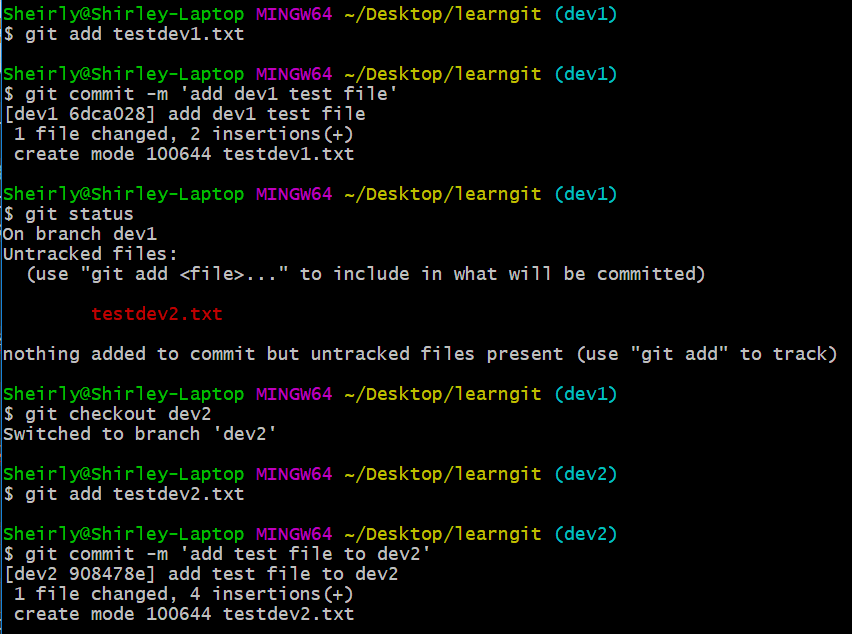 Sheirly@Shirley-Laptop MINGW64 ~/Desktop/learngit (dev1)
$ git add testdev1.txt
Sheirly@Shirley-Laptop MINGW64 ~/Desktop/learngit (dev1)
$ git commit -m 'add dev1 test file'
[dev1 6dca028] add dev1 test file
 1 file changed, 2 insertions(+)
 create mode 100644 testdev1.txt
Sheirly@Shirley-Laptop MINGW64 ~/Desktop/learngit (dev1)
$ git status
On branch dev1
Untracked files:
  (use "git add <file>..." to include in what will be committed)
        testdev2.txt
nothing added to commit but untracked files present (use "git add" to track)
Sheirly@Shirley-Laptop MINGW64 ~/Desktop/learngit (dev1)
$ git checkout dev2
Switched to branch 'dev2'
Sheirly@Shirley-Laptop MINGW64 ~/Desktop/learngit (dev2)
$ git add testdev2.txt
Sheirly@Shirley-Laptop MINGW64 ~/Desktop/learngit (dev2)
$ git commit -m 'add test file to dev2'
[dev2 908478e] add test file to dev2
 1 file changed, 4 insertions(+)
 create mode 100644 testdev2.txt